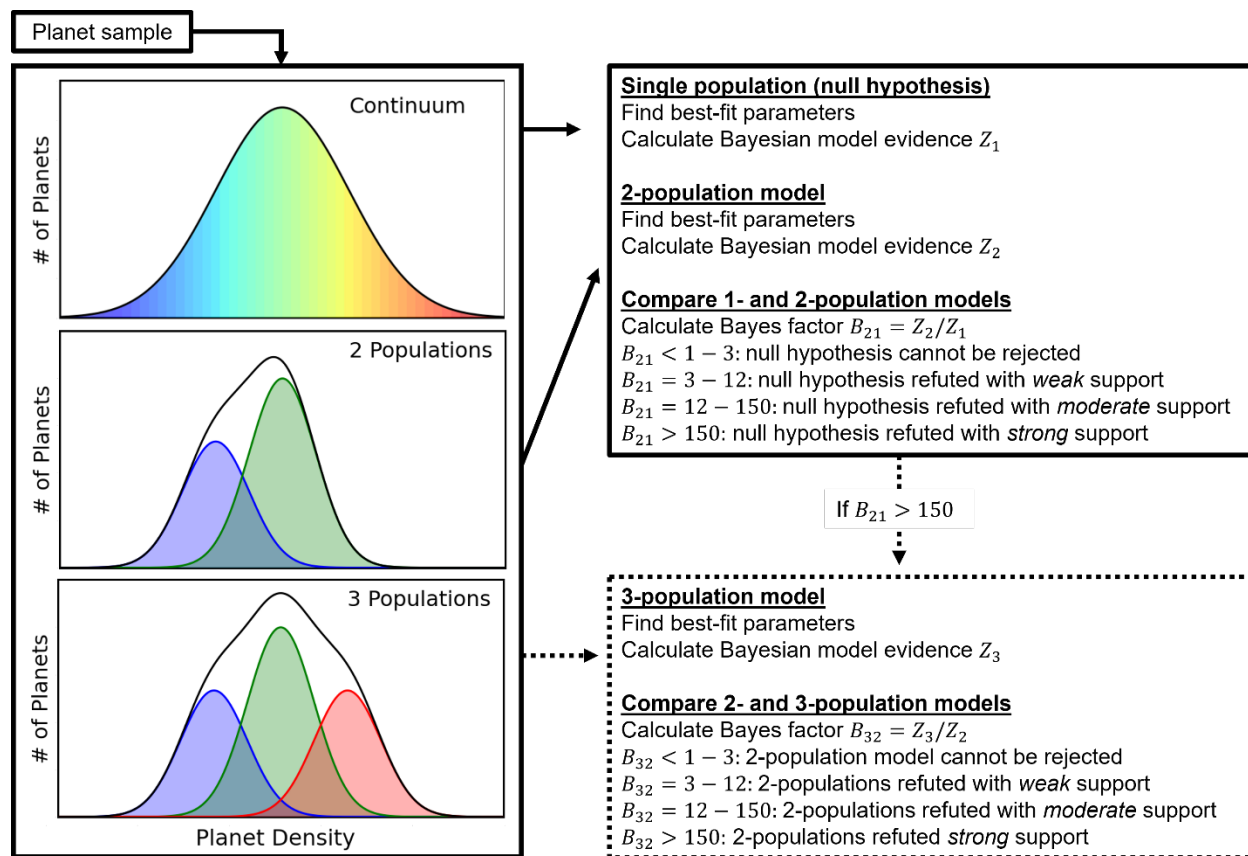 Planet sample
Continuum
# of Planets
2 Populations
# of Planets
3 Populations
# of Planets
Planet Density
Single population (null hypothesis)
Find best-fit parameters
Calculate Bayesian model evidence Z₁
2-population model
Find best-fit parameters
Calculate Bayesian model evidence Z₂
Compare 1- and 2-population models
Calculate Bayes factor B₂₁ = Z₂/Z₁
B₂₁ < 1 − 3: null hypothesis cannot be rejected
B₂₁ = 3 − 12: null hypothesis refuted with weak support
B₂₁ = 12 − 150: null hypothesis refuted with moderate support
B₂₁ > 150: null hypothesis refuted with strong support
If B₂₁ > 150
3-population model
Find best-fit parameters
Calculate Bayesian model evidence Z₃
Compare 2- and 3-population models
Calculate Bayes factor B₃₂ = Z₃/Z₂
B₃₂ < 1 − 3: 2-population model cannot be rejected
B₃₂ = 3 − 12: 2-populations refuted with weak support
B₃₂ = 12 − 150: 2-populations refuted with moderate support
B₃₂ > 150: 2-populations refuted strong support